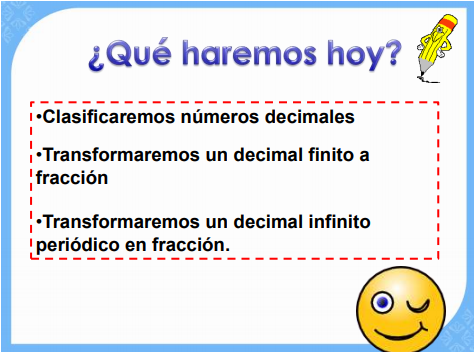 ¿Qué haremos hoy?
•Clasificaremos números decimales
•Transformaremos un decimal finito a
fracción
•Transformaremos un decimal infinito
periódico en fracción.